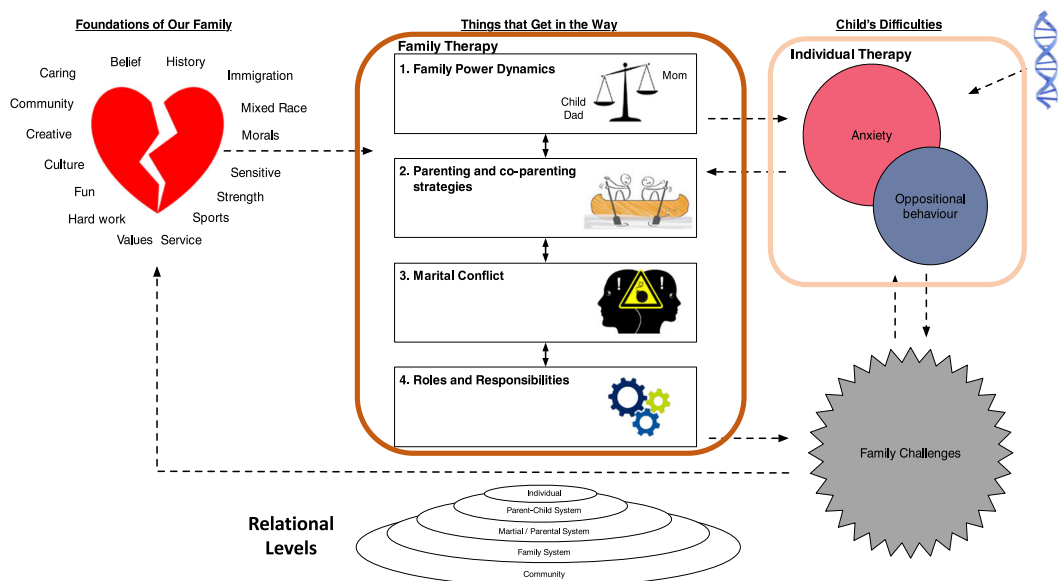 Foundations of Our Family
Things that Get in the Way
Child's Difficulties
Belief
History
Caring
Immigration
Community
Mixed Race
Creative
Morals
Culture
Sensitive
Fun
Strength
Hard work
Sports
Values
Service
Family Therapy
1. Family Power Dynamics
Mom
Child
Dad
2. Parenting and co-parenting
strategies
3. Marital Conflict
! !
4. Roles and Responsibilities
Individual Therapy
Anxiety
Oppositional
behaviour
Family Challenges
Relational
Levels
Individual
Parent-Child System
Martial / Parental System
Family System
Community